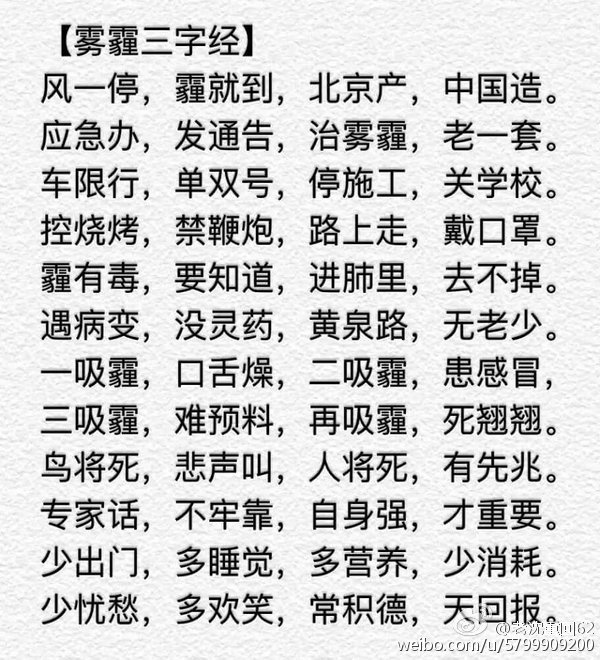 【雾霾三字经】
风一停，霾就到，北京产，中国造。
应急办，发通告，治雾霾，老一套。
车限行，单双号，停施工，关学校。
控烧烤，禁鞭炮，路上走，戴口罩。
霾有毒，要知道，进肺里，去不掉。
遇病变，没灵药，黄泉路，无老少。
一吸霾，口舌燥，二吸霾，患感冒，
三吸霾，难预料，再吸霾，死翘翘。
鸟将死，悲声叫，人将死，有先兆。
专家话，不牢靠，自身强，才重要。
少出门，多睡觉，多营养，少消耗。
少忧愁，多欢笑，常积德，天回报。
weibo.com/u/5799909200